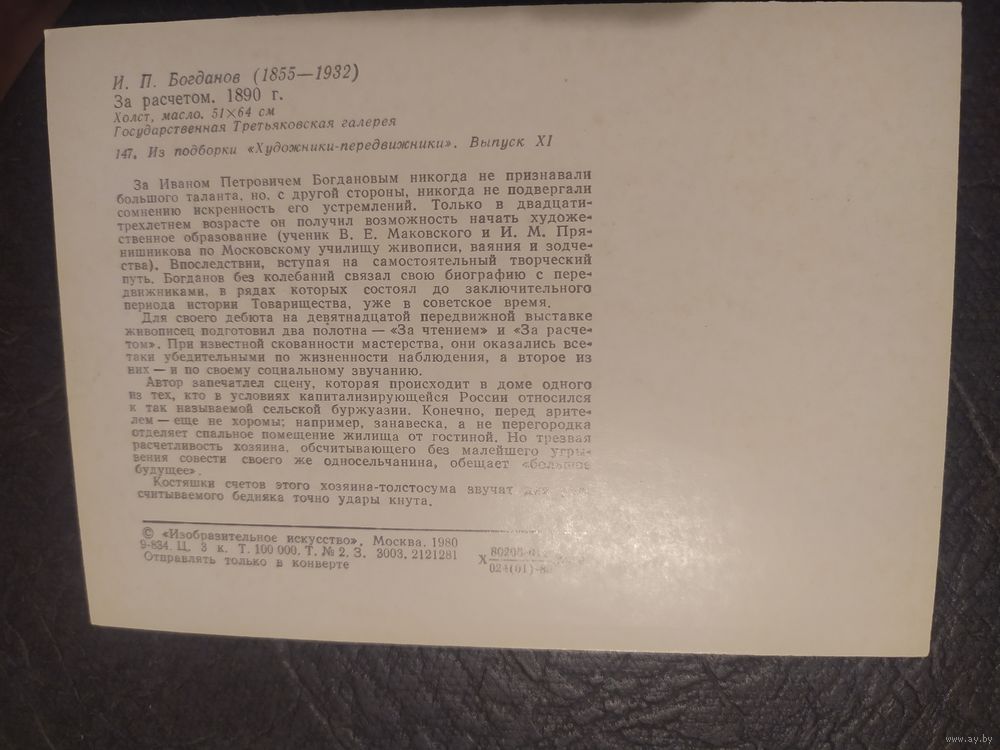 И. П. Богданов (1855—1932)
За расчетом. 1890 г.
Холст, масло. 51×64 см
Государственная Третьяковская галерея
147. Из подборки «Художники-передвижники». Выпуск XI
За Иваном Петровичем Богдановым никогда не признавали
большого таланта, но, с другой стороны, никогда не подвергали
сомнению искренность его устремлений. Только в двадцати-
трехлетнем возрасте он получил возможность начать художе-
ственное образование (ученик В. Е. Маковского и И. М. Пря-
нишникова по Московскому училищу живописи, ваяния и зодче-
ства). Впоследствии, вступая на самостоятельный творческий
путь, Богданов без колебаний связал свою биографию с пере-
движниками, в рядах которых состоял до заключительного
периода истории Товарищества, уже в советское время.
Для своего дебюта на девятнадцатой передвижной выставке
живописец подготовил два полотна — «За чтением» и «За расче-
том». При известной скованности мастерства, они оказались все-
таки убедительными по жизненности наблюдения, а второе из
них — и по своему социальному звучанию.
Автор запечатлел сцену, которая происходит в доме одного
из тех, кто в условиях капитализирующейся России относился
к так называемой сельской буржуазии. Конечно, перед зрите-
лем — еще не хоромы; например, занавеска, а не перегородка
отделяет спальное помещение жилища от гостиной. Но трезвая
расчетливость хозяина, обсчитывающего без малейшего угры-
зения совести своего же односельчанина, обещает «большое
будущее».
Костяшки счетов этого хозяина-толстосума звучат для
считываемого бедняка точно удары кнута.
© «Изобразительное искусство», Москва, 1980
9-834. Ц. 3 к. Т. 100 000. Т. № 2. З. 3003. 2121281
Отправлять только в конверте
X
024(01)-8
www.ay.by